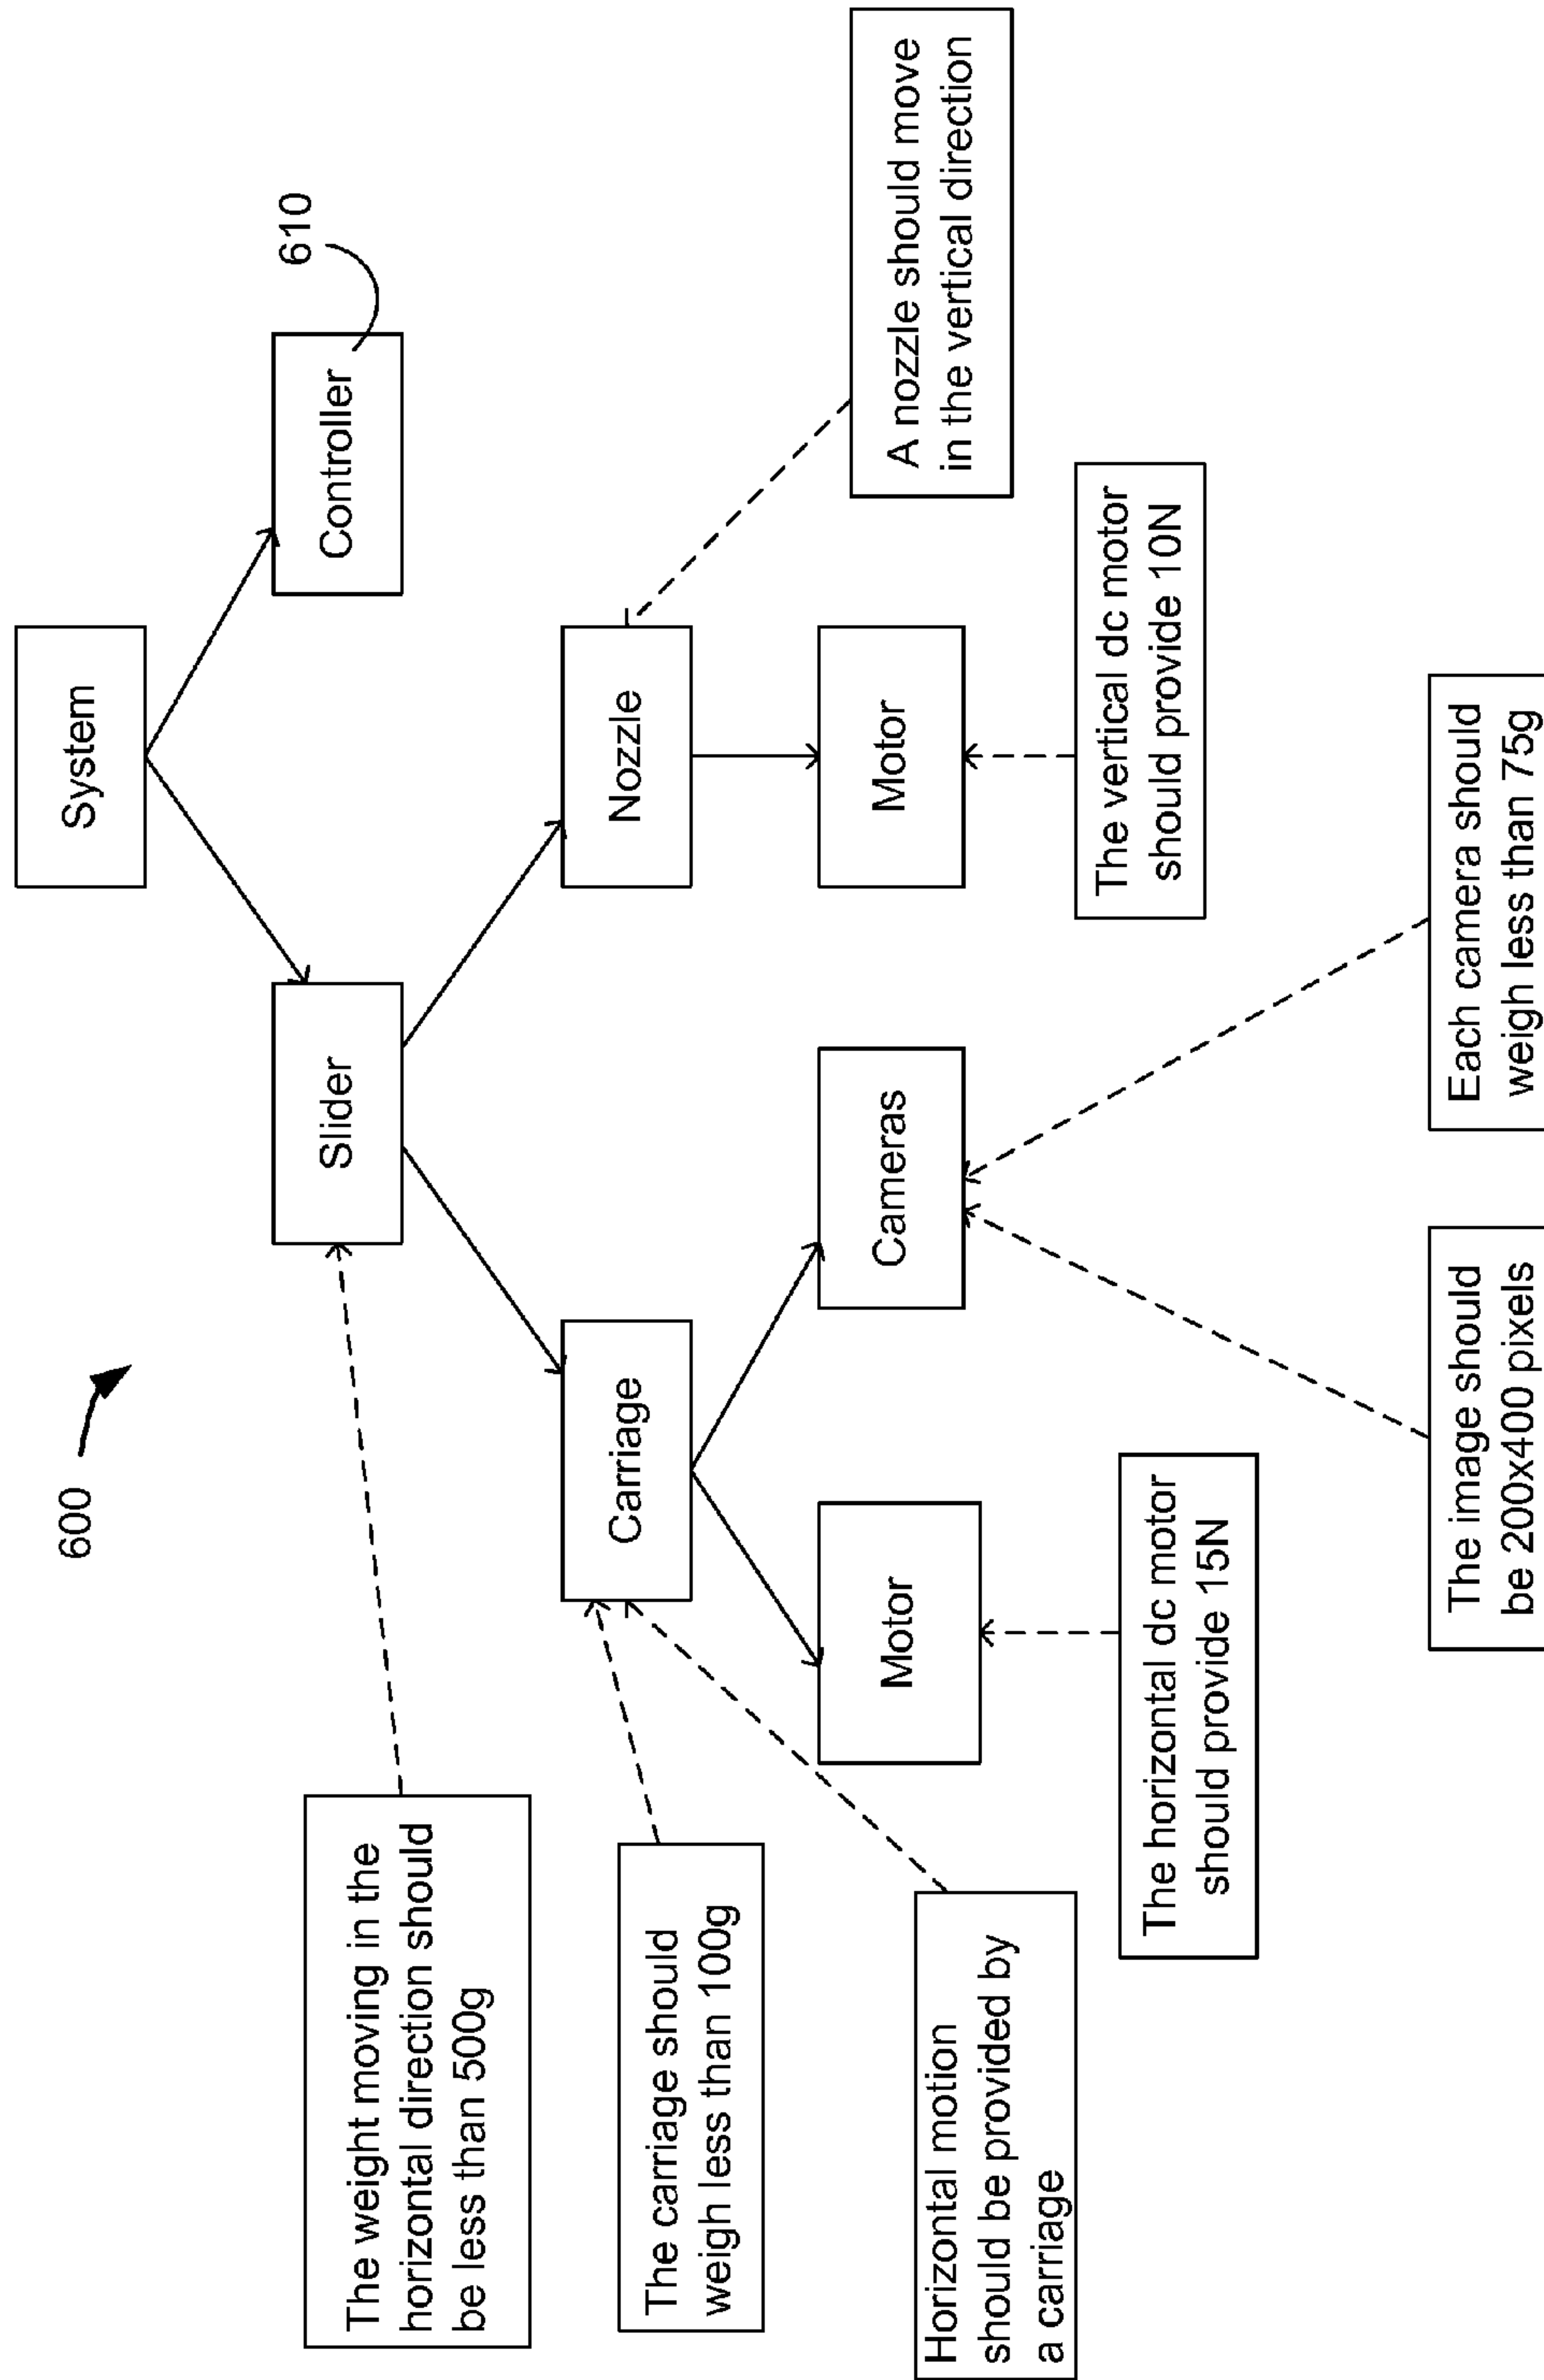 600
System
610
Slider
Controller
The weight moving in the
horizontal direction should
be less than 500g
Carriage
Nozzle
The carriage should
weigh less than 100g
Motor
Cameras
Motor
A nozzle should move
in the vertical direction
Horizontal motion
should be provided by
a carriage
The vertical dc motor
should provide 10N
The horizontal dc motor
should provide 15N
The image should
be 200x400 pixels
Each camera should
weigh less than 75g